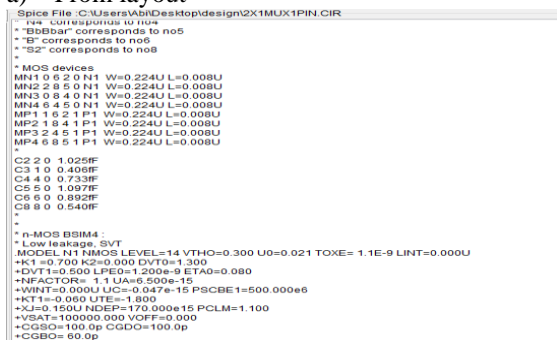 a) From layout
Spice File :C:\Users\Abi\Desktop\design\2X1MUX1PIN.CIR
* "N4" corresponds to no4
* "BbBbar" corresponds to no5
* "B" corresponds to no6
* "S2" corresponds to no8
*
* MOS devices
MN1 0 6 2 0 N1 W=0.224U L=0.008U
MN2 2 8 5 0 N1 W=0.224U L=0.008U
MN3 0 8 4 0 N1 W=0.224U L=0.008U
MN4 6 4 5 0 N1 W=0.224U L=0.008U
MP1 1 6 2 1 P1 W=0.224U L=0.008U
MP2 1 8 4 1 P1 W=0.224U L=0.008U
MP3 2 4 5 1 P1 W=0.224U L=0.008U
MP4 6 8 5 1 P1 W=0.224U L=0.008U
*
C2 2 0 1.025fF
C3 1 0 0.406fF
C4 4 0 0.733fF
C5 5 0 1.097fF
C6 6 0 0.892fF
C8 8 0 0.540fF
*
*
* n-MOS BSIM4 :
* Low leakage, SVT
.MODEL N1 NMOS LEVEL=14 VTHO=0.300 U0=0.021 TOXE= 1.1E-9 LINT=0.000U
+K1 =0.700 K2=0.000 DVT0=1.300
+DVT1=0.500 LPE0=1.200e-9 ETA0=0.080
+NFACTOR= 1.1 UA=6.500e-15
+WINT=0.000U UC=-0.047e-15 PSCBE1=500.000e6
+KT1=-0.060 UTE=-1.800
+XJ=0.150U NDEP=170.000e15 PCLM=1.100
+VSAT=100000.000 VOFF=0.000
+CGSO=100.0p CGDO=100.0p
+CGBO= 60.0p